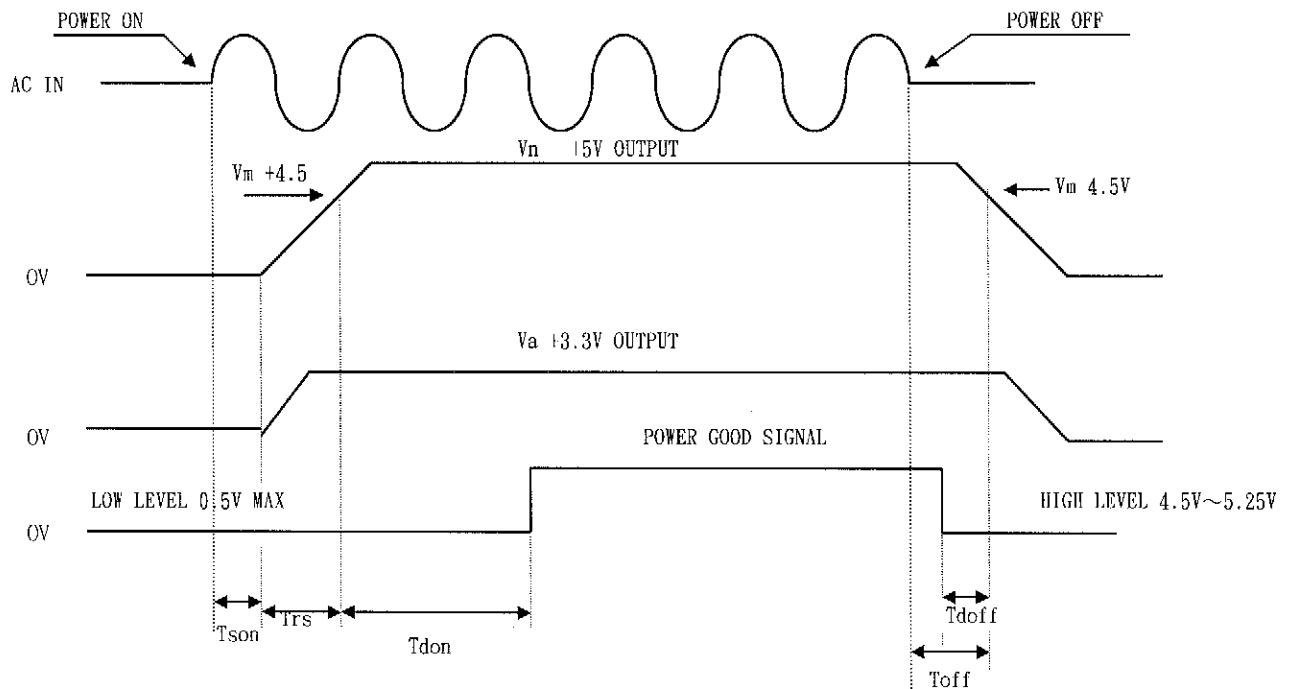 POWER ON
POWER OFF
AC IN
Vn +5V OUTPUT
Vm +4.5
Vm 4.5V
0V
Va +3.3V OUTPUT
0V
POWER GOOD SIGNAL
LOW LEVEL 0.5V MAX
HIGH LEVEL 4.5V~5.25V
0V
Tson
Trs
Tdon
Tdoff
Toff